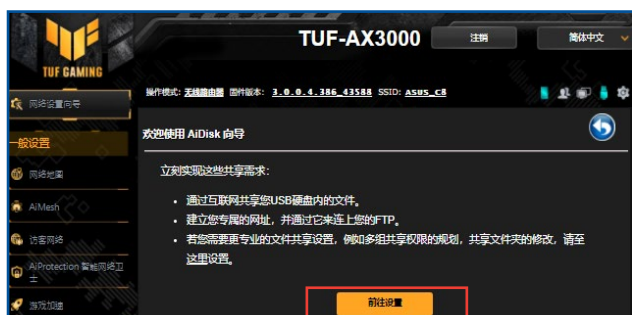 TUF GAMING
TUF-AX3000
注销
简体中文
操作模式: 无线路由器 固件版本: 3.0.0.4.386_43588 SSID: ASUS_C8
网络设置向导
一般设置
网络地图
AiMesh
访客网络
AiProtection 智能网络卫
士
游戏加速
欢迎使用 AiDisk 向导
立刻实现这些共享需求：
• 通过互联网共享您USB硬盘内的文件。
• 建立您专属的网址，并通过它来连上您的FTP。
• 若您需要更专业的文件共享设置，例如多组共享权限的规划，共享文件夹的修改，请至
这里设置。
前往设置